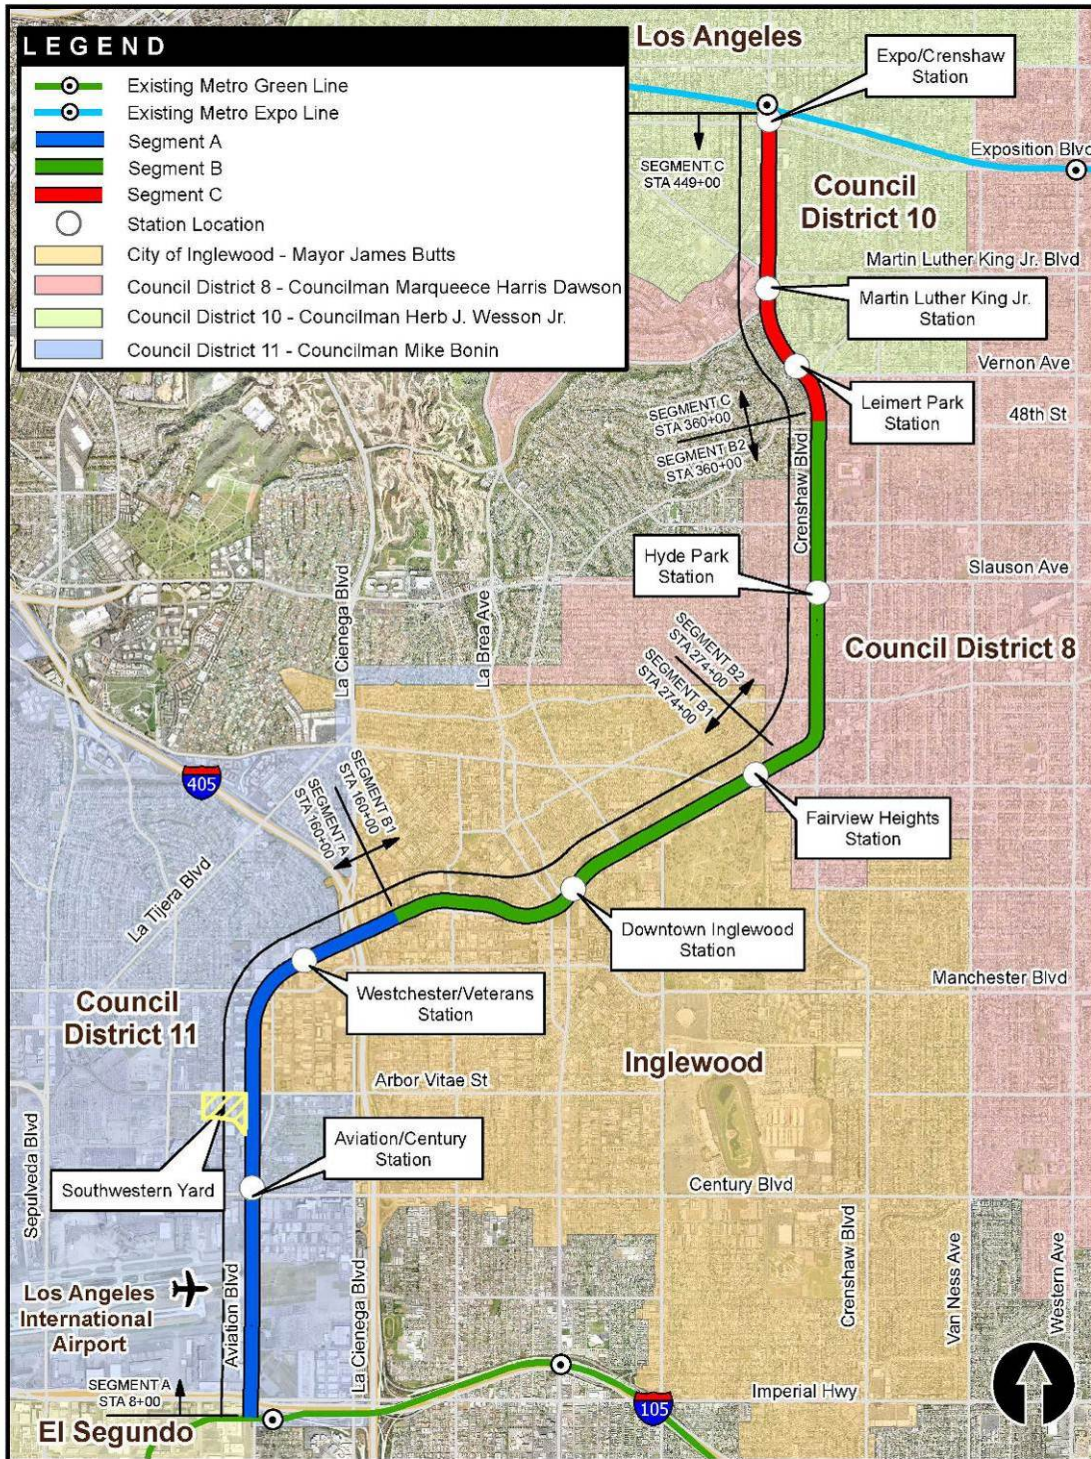 LEGEND
Existing Metro Green Line
Existing Metro Expo Line
Segment A
Segment B
Segment C
Station Location
City of Inglewood - Mayor James Butts
Council District 8 - Councilman Marqueece Harris Dawson
Council District 10 - Councilman Herb J. Wesson Jr.
Council District 11 - Councilman Mike Bonin
Los Angeles
Expo/Crenshaw
Station
SEGMENT C
STA 449+00
Exposition Blvd
Council
District 10
Martin Luther King Jr. Blvd
Martin Luther King Jr.
Station
Vernon Ave
Leimert Park
Station
48th St
SEGMENT C
STA 360+00
SEGMENT B2
STA 360+00
Crenshaw Blvd
Hyde Park
Station
Slauson Ave
La Cienega Blvd
La Brea Ave
Council District 8
SEGMENT B2
STA 274+00
SEGMENT B1
STA 274+00
405
SEGMENT B1
STA 160+00
SEGMENT A
STA 160+00
Fairview Heights
Station
La Tijera Blvd
Downtown Inglewood
Station
Manchester Blvd
Westchester/Veterans
Station
Council
District 11
Inglewood
Arbor Vitae St
Aviation/Century
Station
Southwestern Yard
Sepulveda Blvd
Century Blvd
Los Angeles
International
Airport
Aviation Blvd
La Cienega Blvd
Crenshaw Blvd
Van Ness Ave
Western Ave
SEGMENT A
STA 8+00
Imperial Hwy
105
El Segundo